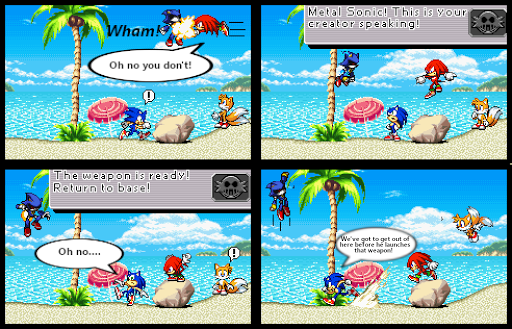 Wham!
Oh no you don't!
!
Metal Sonic! This is your
creator speaking!
The weapon is ready!
Return to base!
Oh no....
!
We've got to get out of
here before he launches
that weapon!